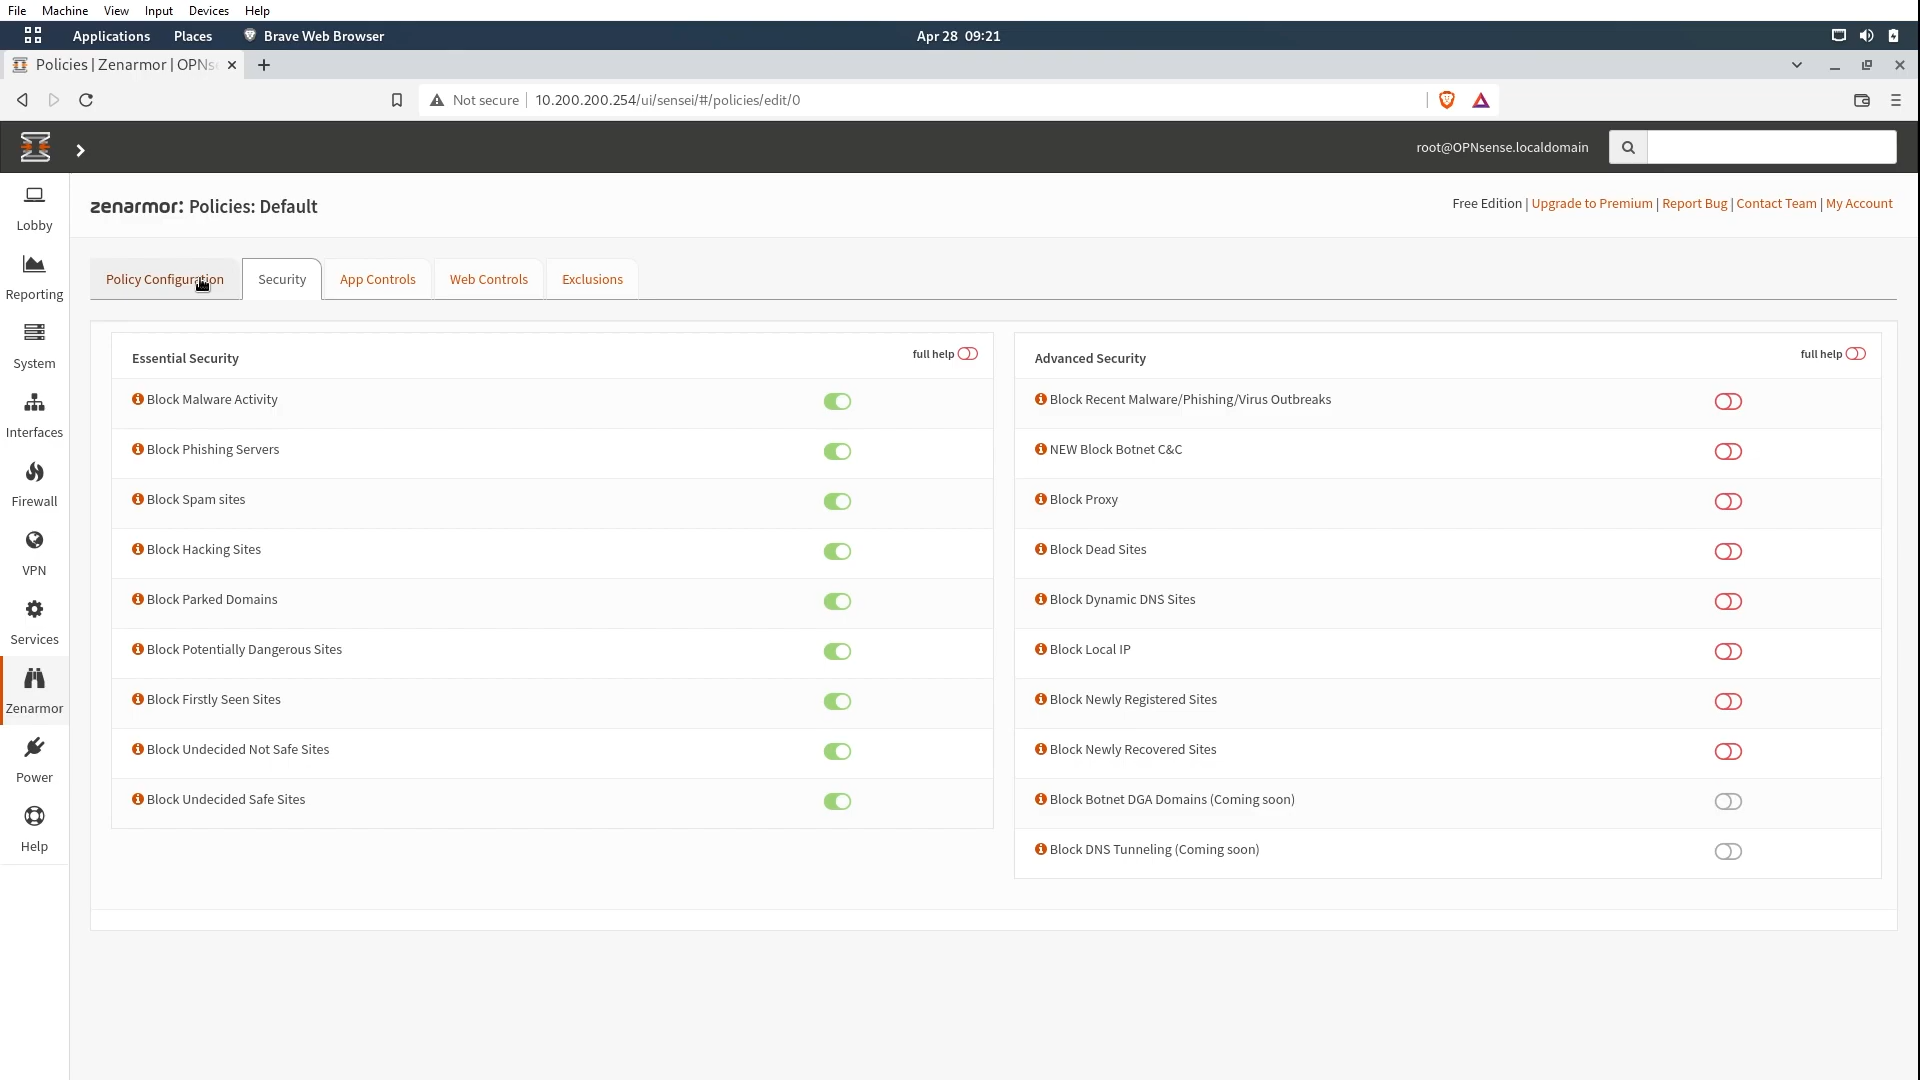 File Machine View Input Devices Help
Applications Places Brave Web Browser Apr 28 09:21
Policies | Zenarmor | OPNs
Not secure 10.200.200.254/ui/sensei/#/policies/edit/0
root@OPNsense.localdomain
Lobby
Reporting
System
Interfaces
Firewall
VPN
Services
Zenarmor
Power
Help
zenarmor: Policies: Default
Free Edition | Upgrade to Premium | Report Bug | Contact Team | My Account
Policy Configuration Security App Controls Web Controls Exclusions
Essential Security full help
Block Malware Activity
Block Phishing Servers
Block Spam sites
Block Hacking Sites
Block Parked Domains
Block Potentially Dangerous Sites
Block Firstly Seen Sites
Block Undecided Not Safe Sites
Block Undecided Safe Sites
Advanced Security full help
Block Recent Malware/Phishing/Virus Outbreaks
NEW Block Botnet C&C
Block Proxy
Block Dead Sites
Block Dynamic DNS Sites
Block Local IP
Block Newly Registered Sites
Block Newly Recovered Sites
Block Botnet DGA Domains (Coming soon)
Block DNS Tunneling (Coming soon)